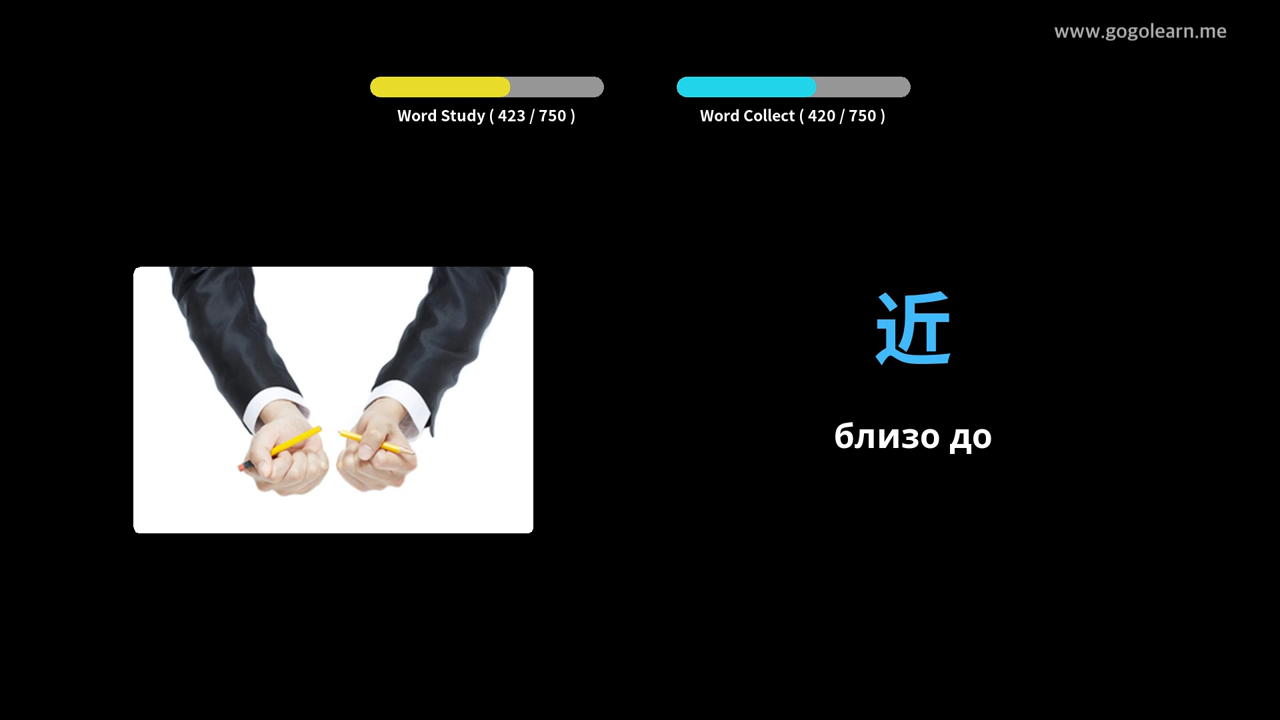 www.gogolearn.me
Word Study ( 423 / 750 )
Word Collect ( 420 / 750 )
近
близо до